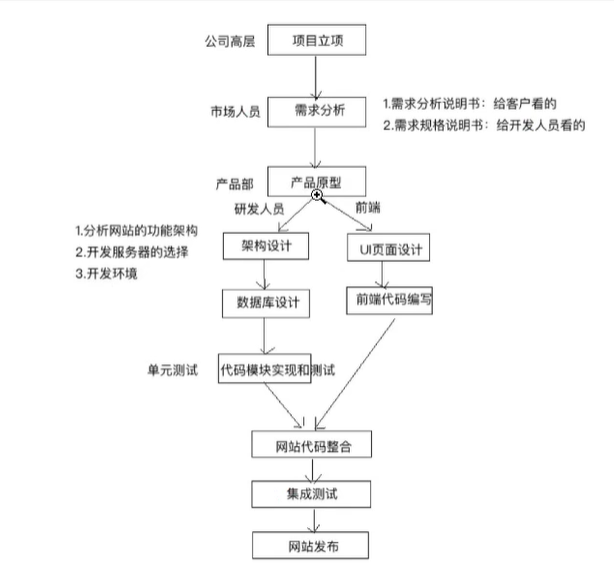 公司高层
项目立项
市场人员
需求分析
1.需求分析说明书：给客户看的
2.需求规格说明书：给开发人员看的
产品部
产品原型
研发人员
前端
1.分析网站的功能架构
2.开发服务器的选择
3.开发环境
架构设计
UI页面设计
数据库设计
前端代码编写
单元测试
代码模块实现和测试
网站代码整合
集成测试
网站发布